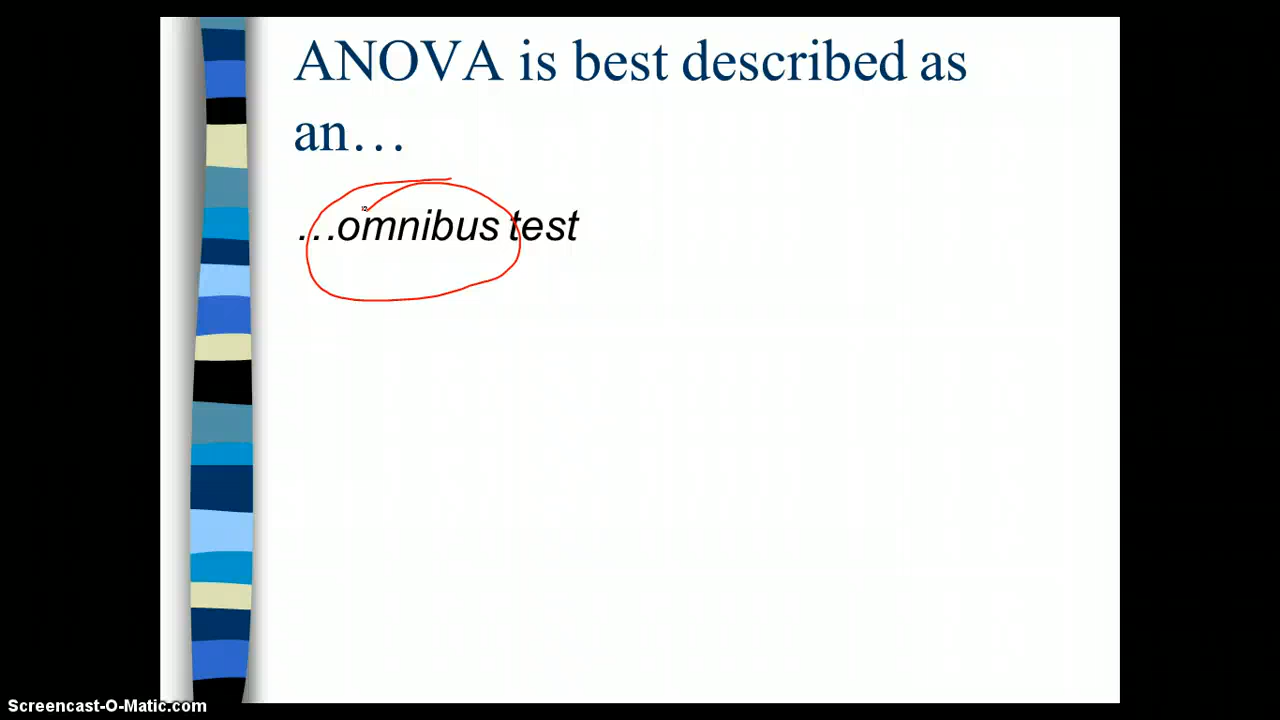 ANOVA is best described as
an…
…omnibus test
Screencast-O-Matic.com